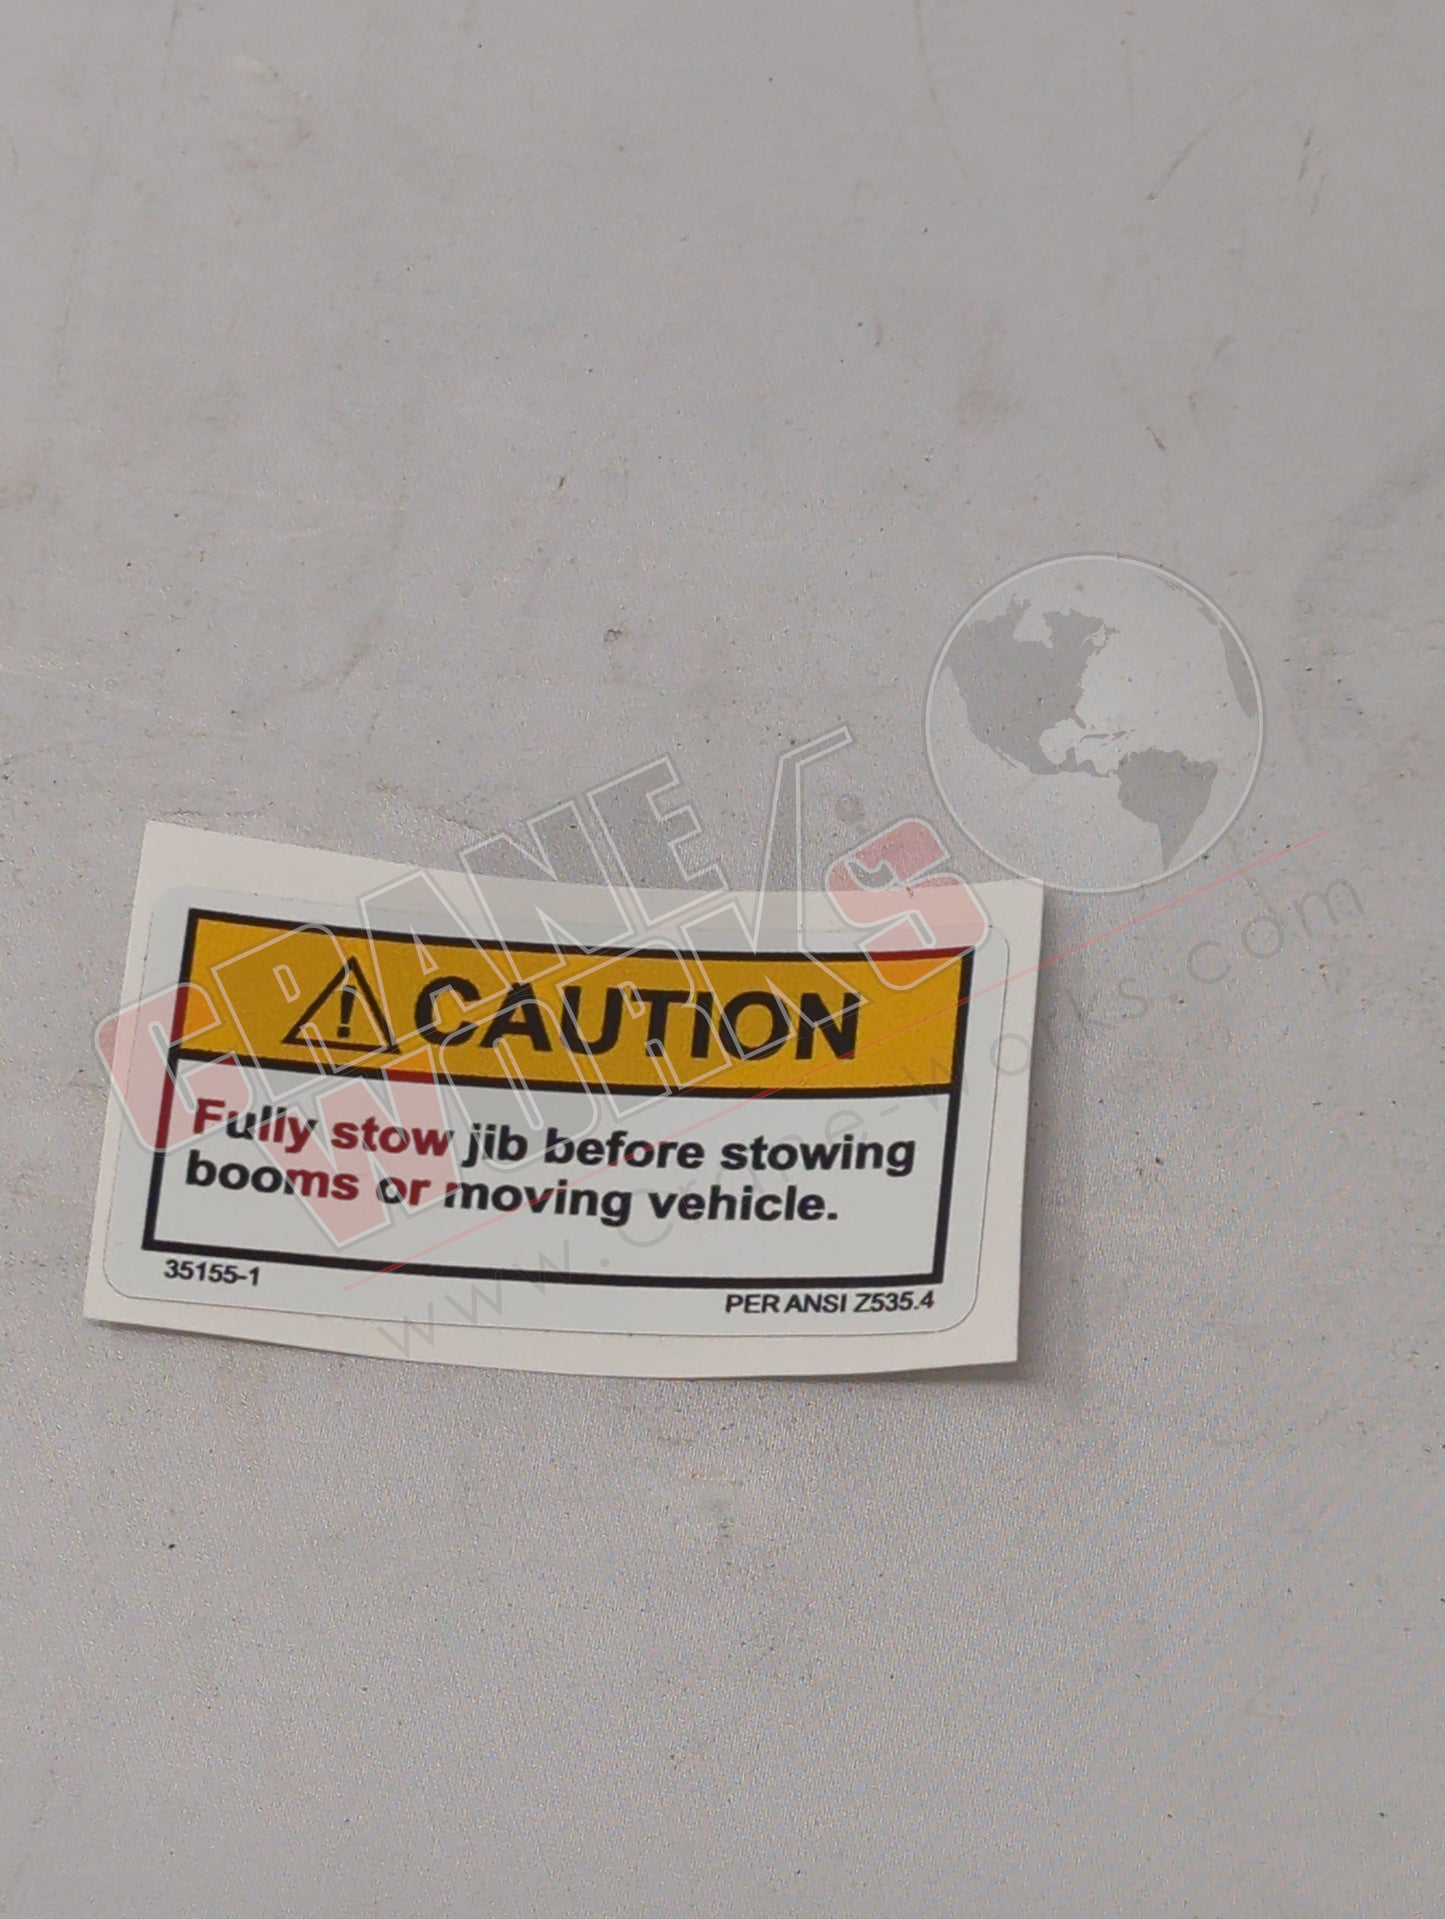 CRANE
WORKS
⚠ CAUTION
Fully stow jib before stowing
booms or moving vehicle.
35155-1
PER ANSI Z535.4
www.crane-works.com